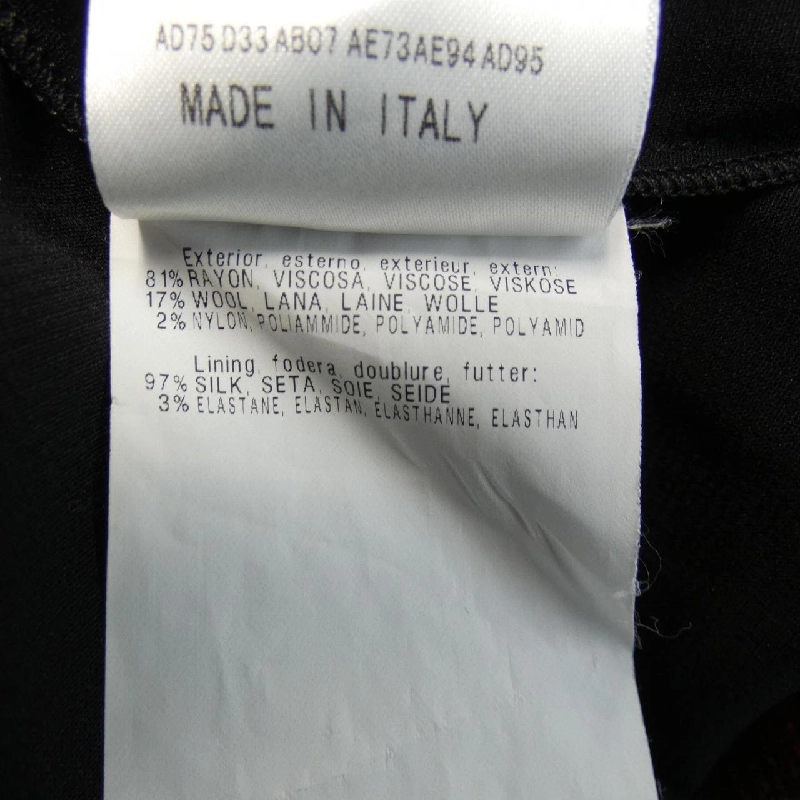 AD75 D33 AB07 AE73AE94 AD95
MADE IN ITALY
Exterior, esterno, exterieur, extern:
81% RAYON, VISCOSA, VISCOSE, VISKOSE
17% WOOL, LANA, LAINE, WOLLE
2% NYLON, POLIAMMIDE, POLYAMIDE, POLYAMID
Lining, fodera, doublure, futter:
97% SILK, SETA, SOIE, SEIDE
3% ELASTANE, ELASTAN, ELASTHANNE, ELASTHAN